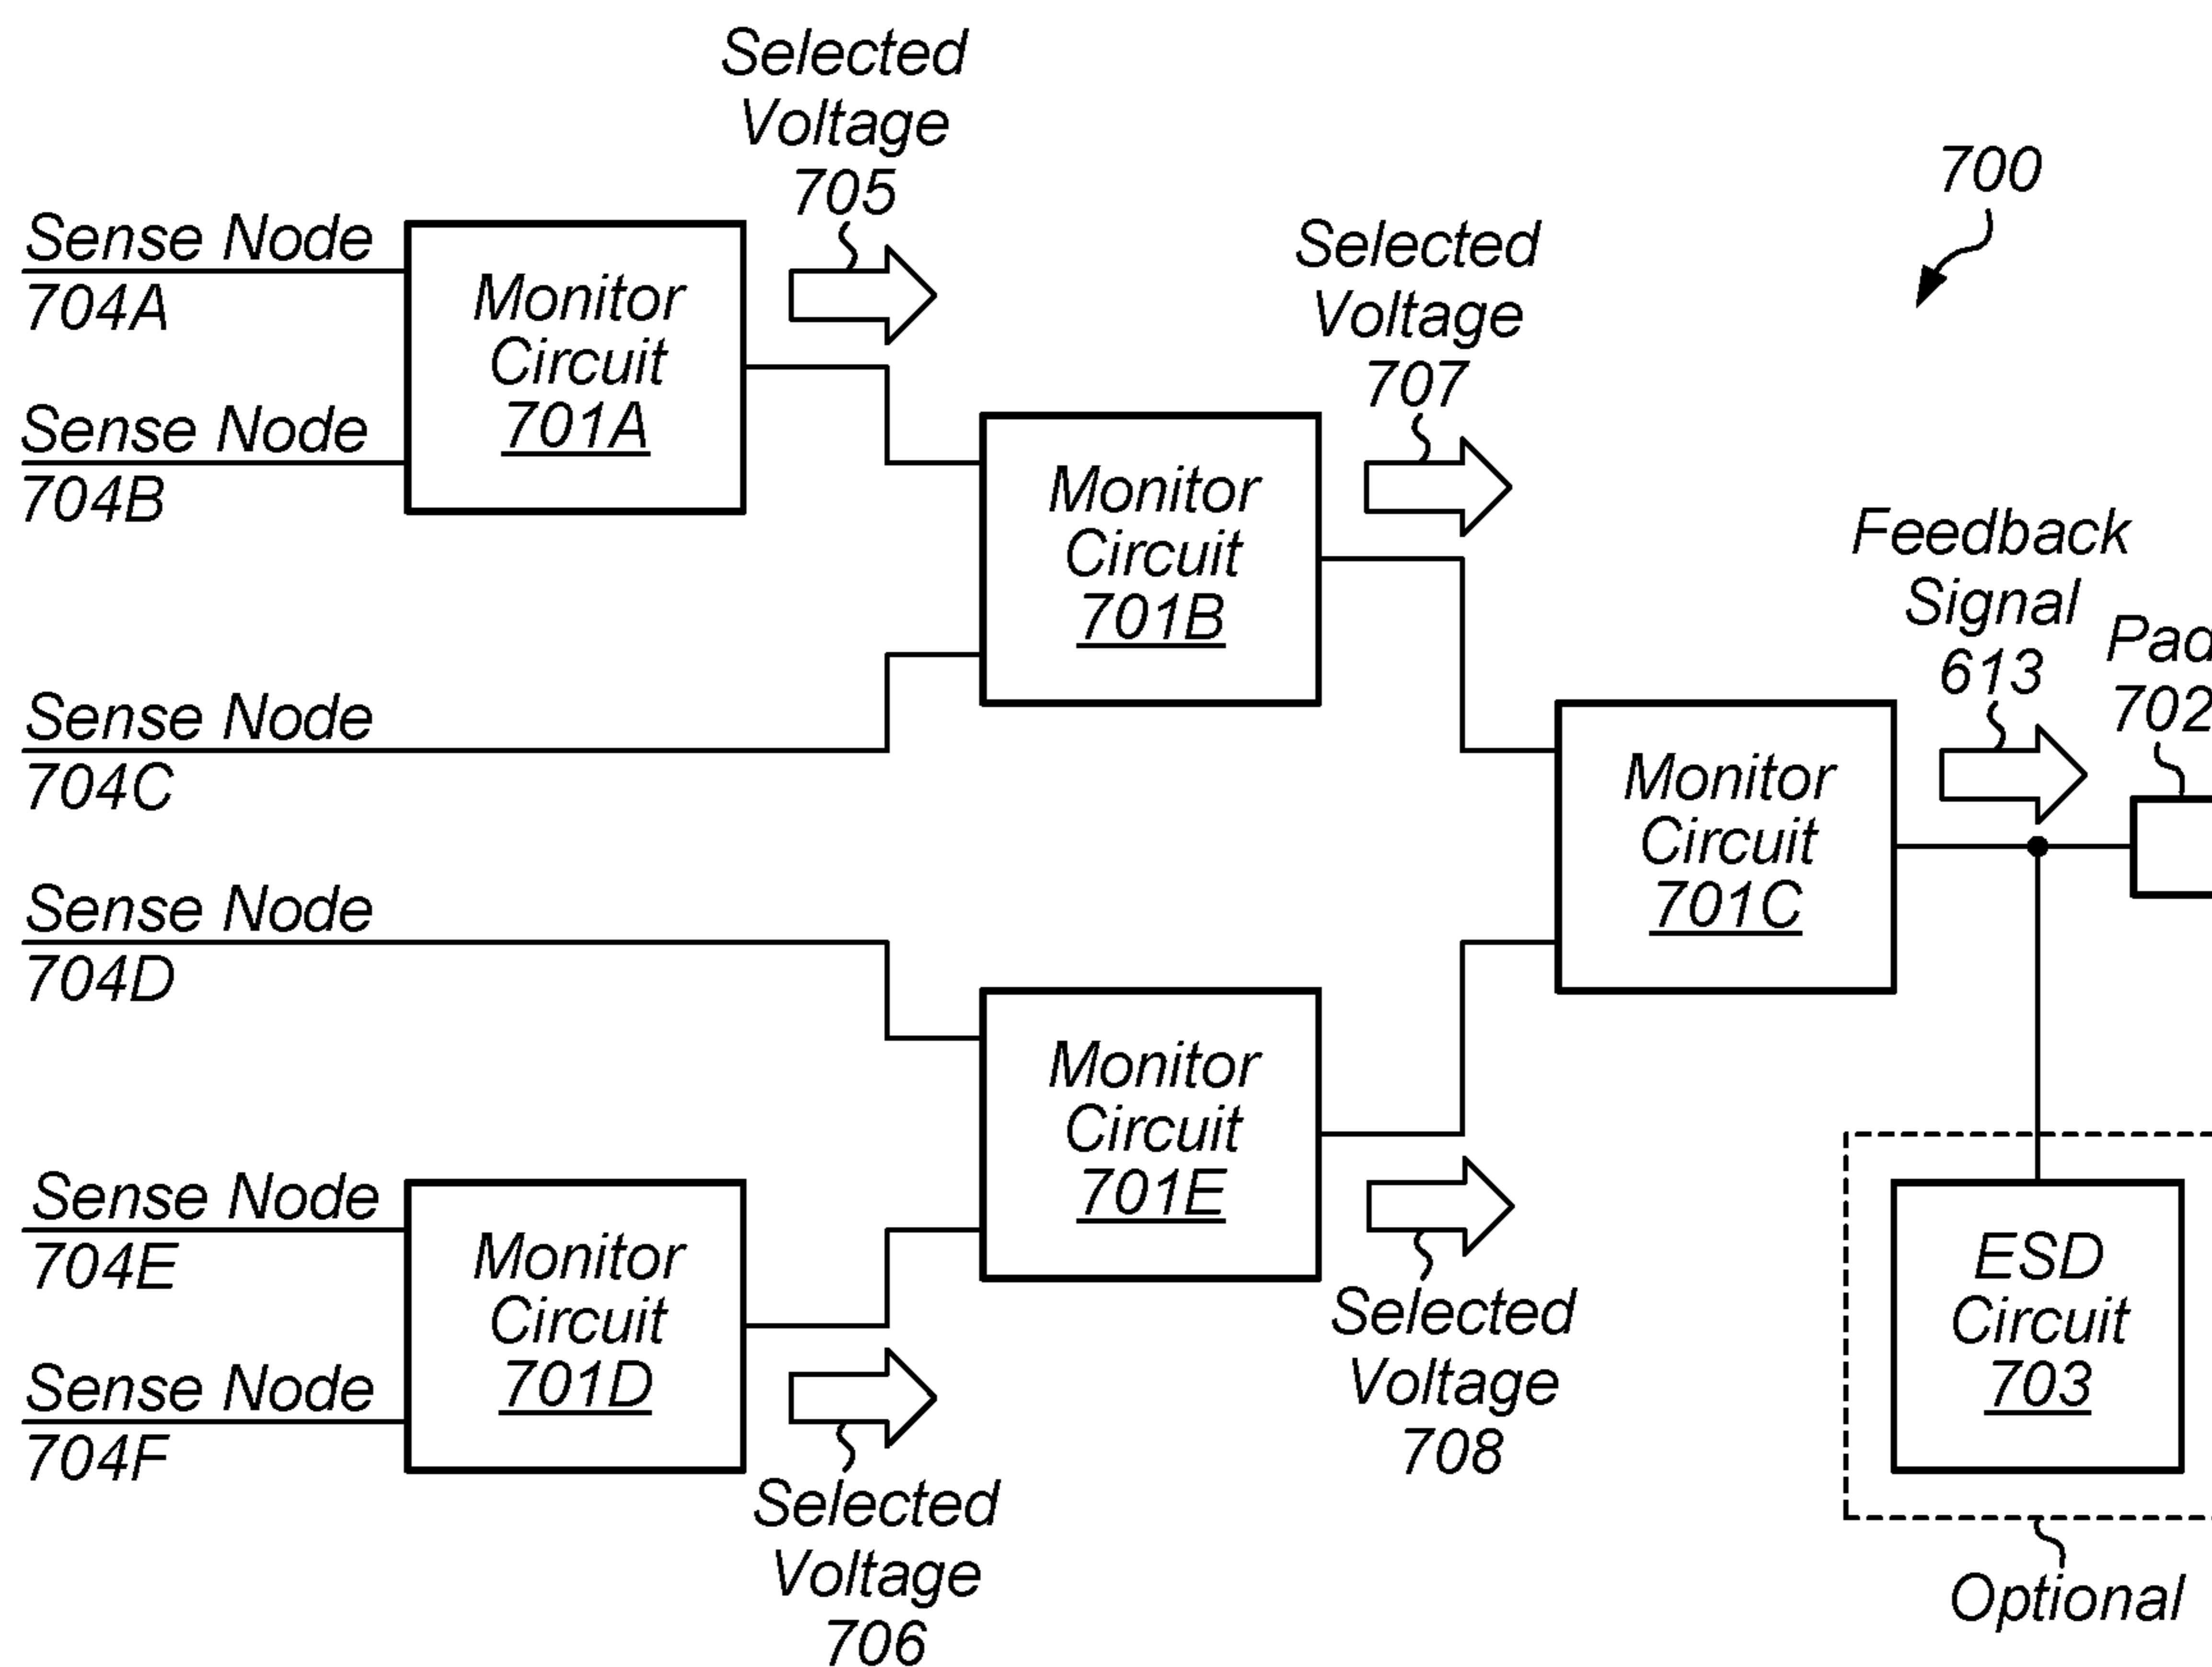 Selected
Voltage
705
700
Sense Node
704A
Monitor
Circuit
701A
Selected
Voltage
707
Sense Node
704B
Monitor
Circuit
701B
Feedback
Signal
613
Pad
702
Sense Node
704C
Monitor
Circuit
701C
Sense Node
704D
Monitor
Circuit
701E
Sense Node
704E
Monitor
Circuit
701D
ESD
Circuit
703
Selected
Voltage
708
Sense Node
704F
Selected
Voltage
706
Optional